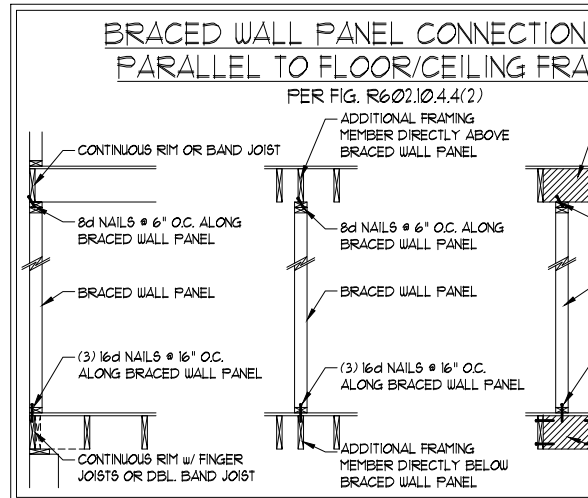 BRACED WALL PANEL CONNECTION
PARALLEL TO FLOOR/CEILING FRA
PER FIG. R602.10.4.4(2)
CONTINUOUS RIM OR BAND JOIST
8d NAILS @ 6" O.C. ALONG
BRACED WALL PANEL
BRACED WALL PANEL
(3) 16d NAILS @ 16" O.C.
ALONG BRACED WALL PANEL
CONTINUOUS RIM w/ FINGER
JOISTS OR DBL. BAND JOIST
ADDITIONAL FRAMING
MEMBER DIRECTLY ABOVE
BRACED WALL PANEL
8d NAILS @ 6" O.C. ALONG
BRACED WALL PANEL
BRACED WALL PANEL
(3) 16d NAILS @ 16" O.C.
ALONG BRACED WALL PANEL
ADDITIONAL FRAMING
MEMBER DIRECTLY BELOW
BRACED WALL PANEL